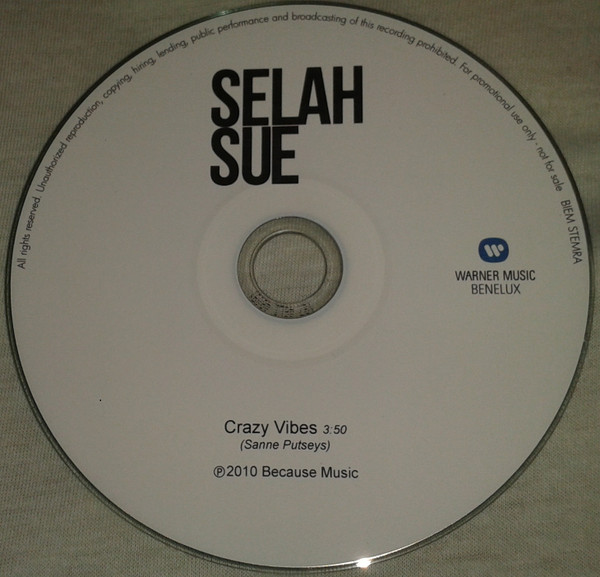 All rights reserved. Unauthorized reproduction, copying, hiring, lending, public performance and broadcasting of this recording prohibited. For promotional use only - not for sale BIEM STEMRA
SELAH
SUE
WARNER MUSIC
BENELUX
Crazy Vibes 3:50
(Sanne Putseys)
℗2010 Because Music